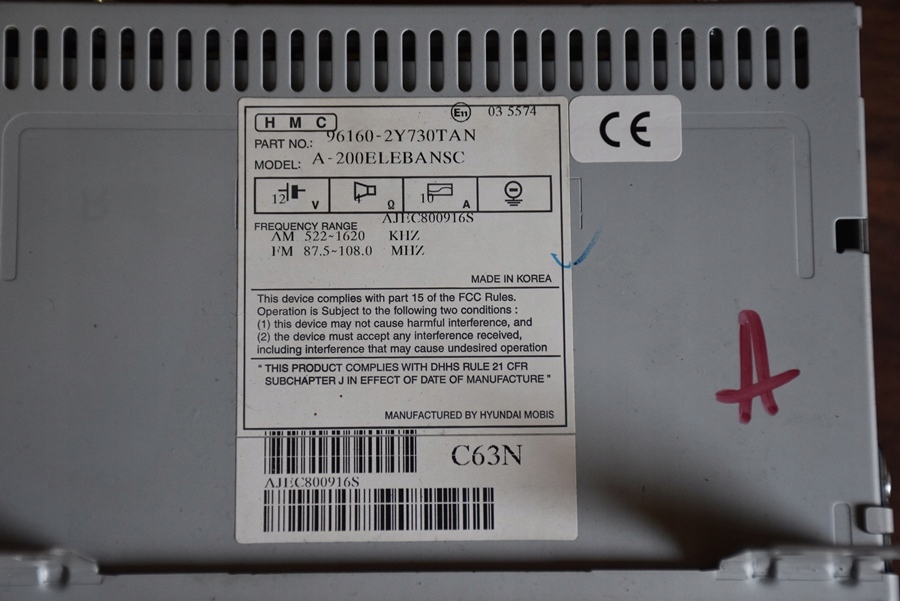 E11 03 5574
H M C
PART NO.: 96160-2Y730TAN
MODEL: A-200ELEBANSC
12 V Ω 10 A
AJEC800916S
FREQUENCY RANGE
AM 522~1620 KHZ
FM 87.5~108.0 MHZ
MADE IN KOREA
This device complies with part 15 of the FCC Rules.
Operation is Subject to the following two conditions :
(1) this device may not cause harmful interference, and
(2) the device must accept any interference received,
including interference that may cause undesired operation
" THIS PRODUCT COMPLIES WITH DHHS RULE 21 CFR
SUBCHAPTER J IN EFFECT OF DATE OF MANUFACTURE "
MANUFACTURED BY HYUNDAI MOBIS
C63N
AJEC800916S
CE
A